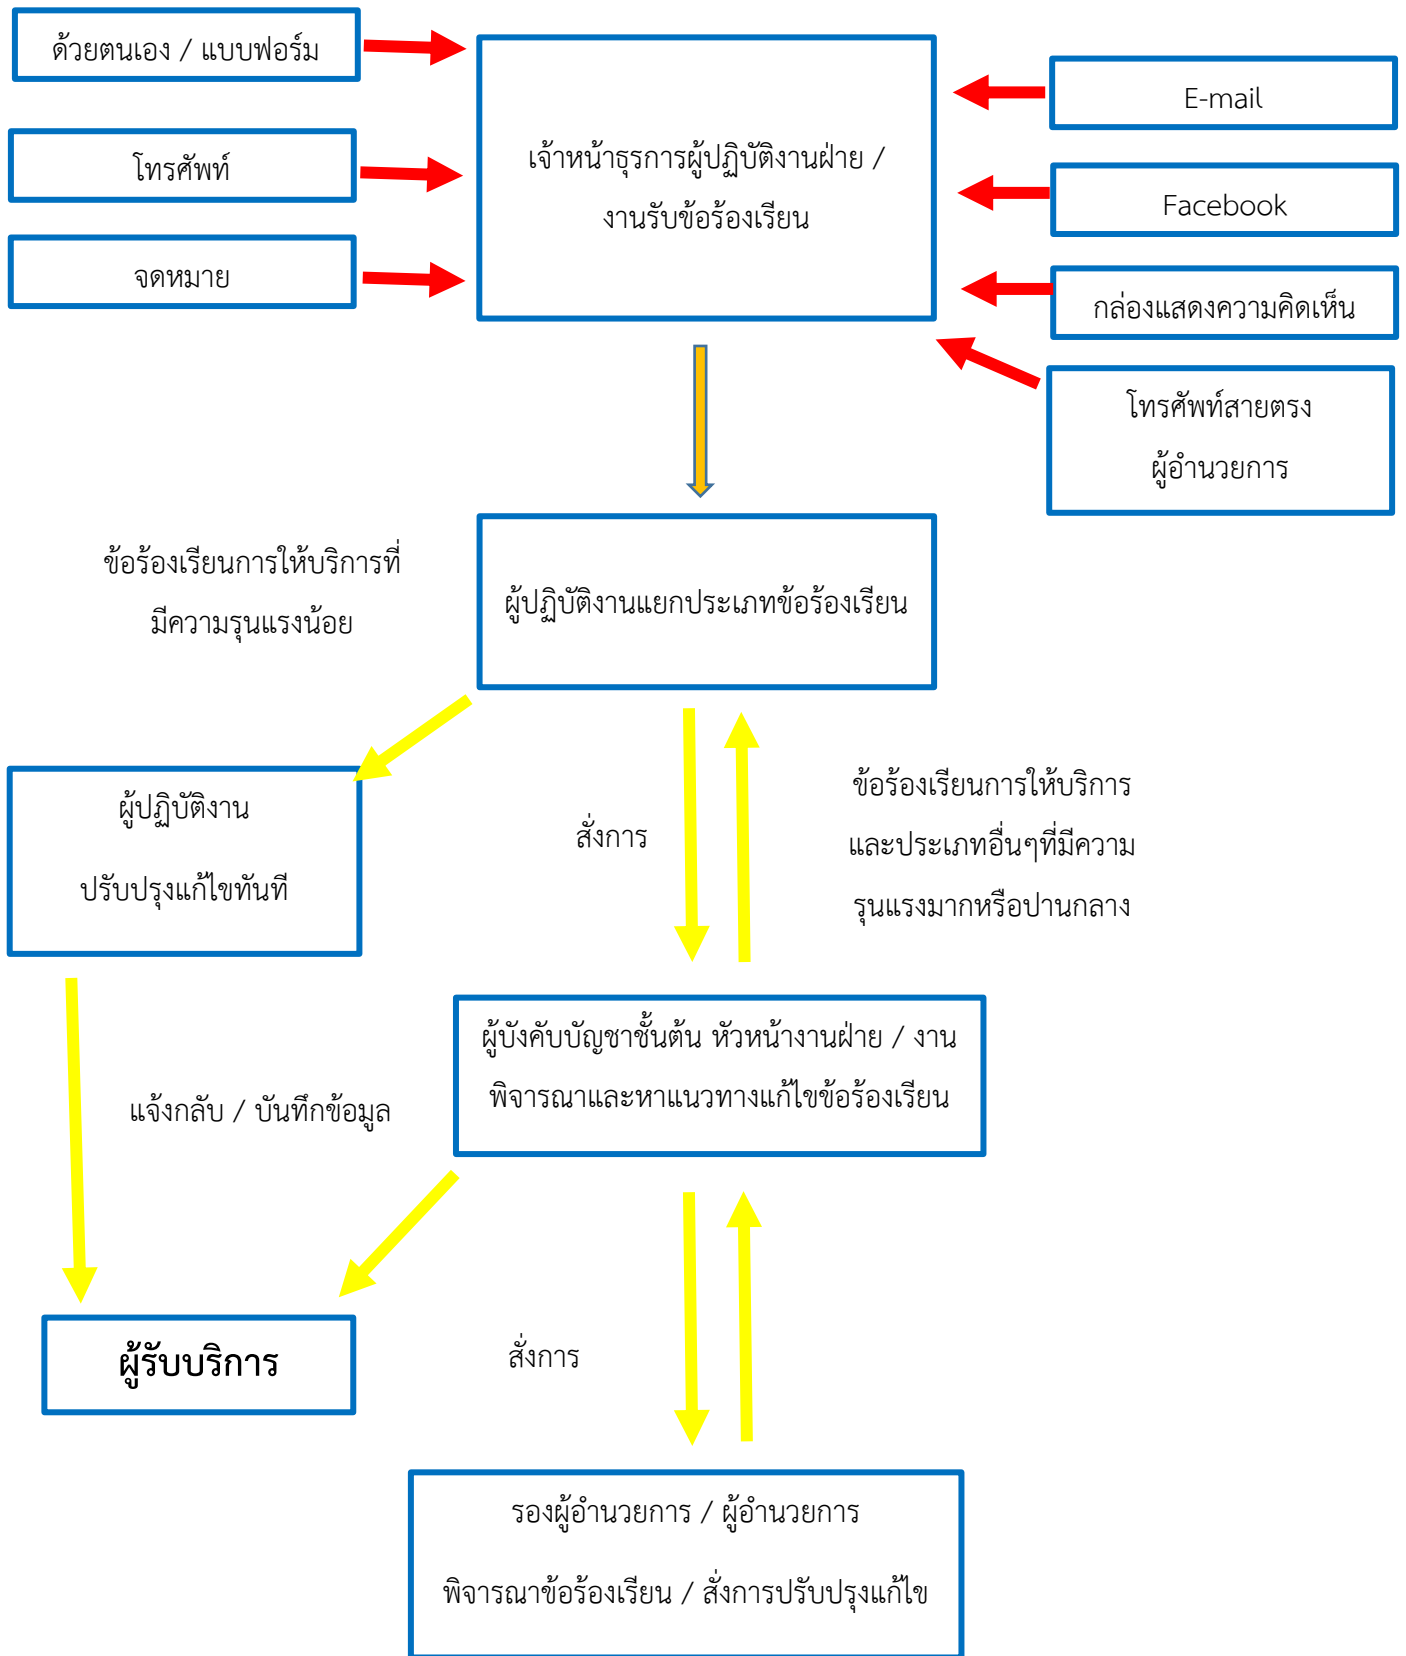 ด้วยตนเอง / แบบฟอร์ม
โทรศัพท์
จดหมาย
เจ้าหน้าธุรการผู้ปฏิบัติงานฝ่าย /
งานรับข้อร้องเรียน
E-mail
Facebook
กล่องแสดงความคิดเห็น
โทรศัพท์สายตรง
ผู้อำนวยการ
ข้อร้องเรียนการให้บริการที่
มีความรุนแรงน้อย
ผู้ปฏิบัติงานแยกประเภทข้อร้องเรียน
ผู้ปฏิบัติงาน
ปรับปรุงแก้ไขทันที
สั่งการ
ข้อร้องเรียนการให้บริการ
และประเภทอื่นๆที่มีความ
รุนแรงมากหรือปานกลาง
ผู้บังคับบัญชาชั้นต้น หัวหน้างานฝ่าย / งาน
พิจารณาและหาแนวทางแก้ไขข้อร้องเรียน
แจ้งกลับ / บันทึกข้อมูล
ผู้รับบริการ
สั่งการ
รองผู้อำนวยการ / ผู้อำนวยการ
พิจารณาข้อร้องเรียน / สั่งการปรับปรุงแก้ไข